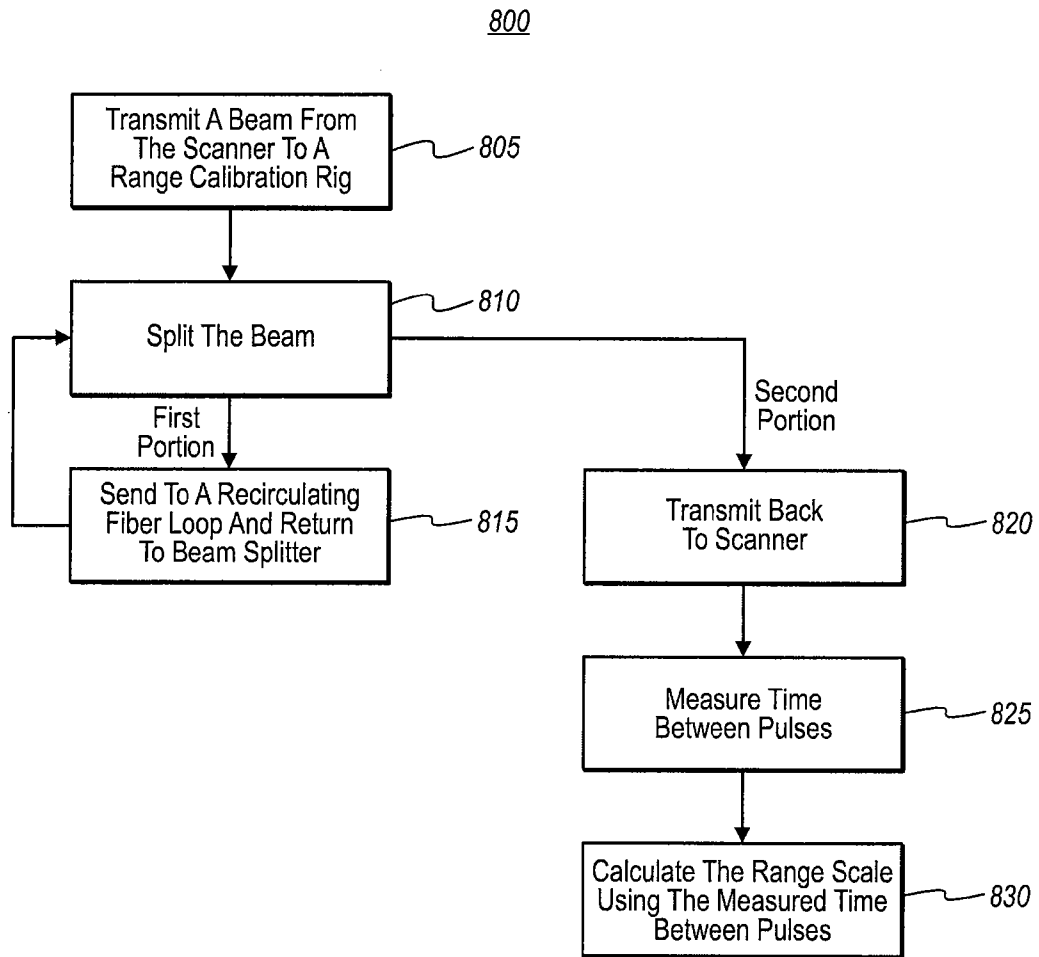 800
Transmit A Beam From
The Scanner To A
Range Calibration Rig
805
Split The Beam
810
First
Portion
Second
Portion
Send To A Recirculating
Fiber Loop And Return
To Beam Splitter
815
Transmit Back
To Scanner
820
Measure Time
Between Pulses
825
Calculate The Range Scale
Using The Measured Time
Between Pulses
830